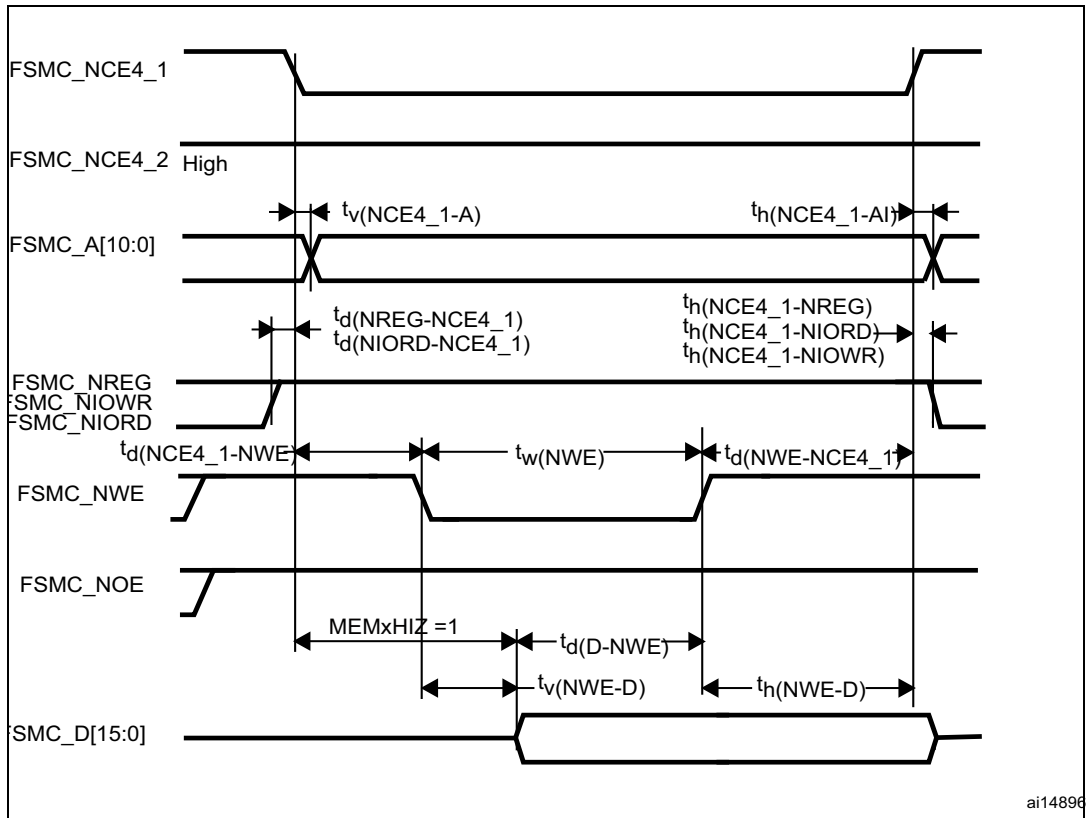 FSMC_NCE4_1
FSMC_NCE4_2 High
tv(NCE4_1-A)
th(NCE4_1-AI)
FSMC_A[10:0]
td(NREG-NCE4_1)
td(NIORD-NCE4_1)
th(NCE4_1-NREG)
th(NCE4_1-NIORD)
th(NCE4_1-NIOWR)
FSMC_NREG
FSMC_NIOWR
FSMC_NIORD
td(NCE4_1-NWE)
tw(NWE)
td(NWE-NCE4_1)
FSMC_NWE
FSMC_NOE
MEMxHIZ =1
td(D-NWE)
tv(NWE-D)
th(NWE-D)
FSMC_D[15:0]
ai14896